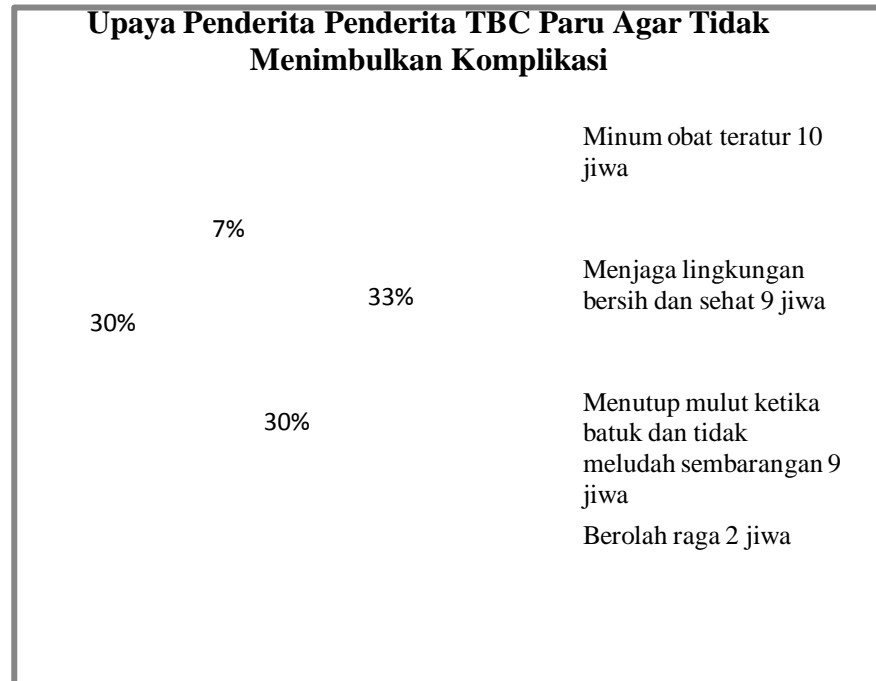 Upaya Penderita Penderita TBC Paru Agar Tidak
Menimbulkan Komplikasi
Minum obat teratur 10
jiwa
7%
Menjaga lingkungan
bersih dan sehat 9 jiwa
33%
30%
Menutup mulut ketika
batuk dan tidak
meludah sembarangan 9
jiwa
30%
Berolah raga 2 jiwa